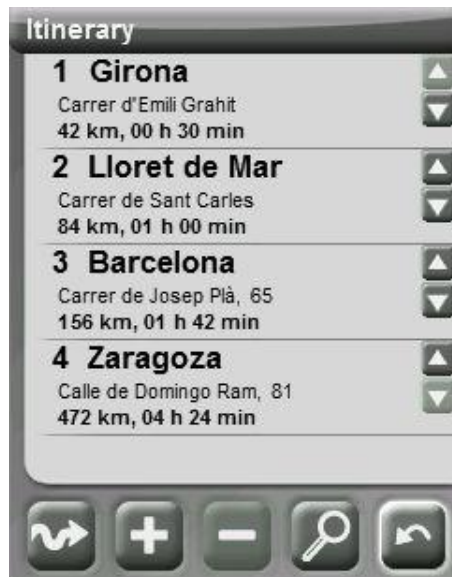 Itinerary
1 Girona
Carrer d'Emili Grahit
42 km, 00 h 30 min
2 Lloret de Mar
Carrer de Sant Carles
84 km, 01 h 00 min
3 Barcelona
Carrer de Josep Plà, 65
156 km, 01 h 42 min
4 Zaragoza
Calle de Domingo Ram, 81
472 km, 04 h 24 min